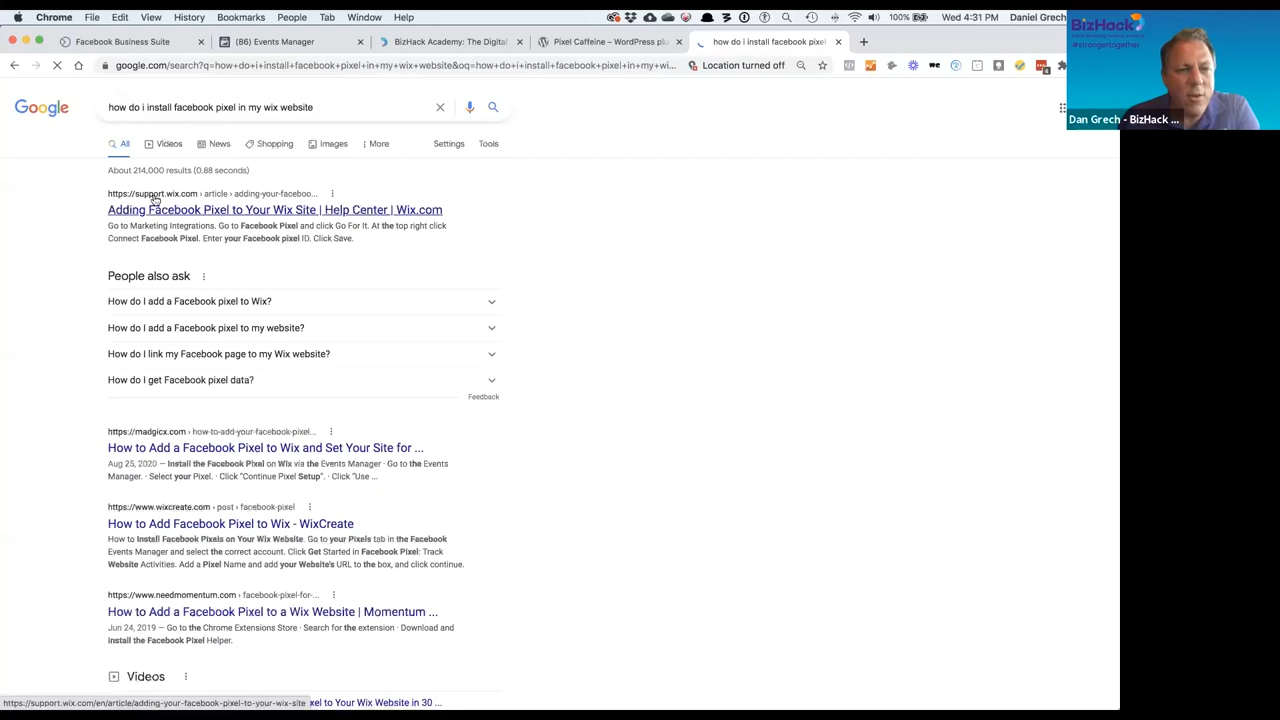 Chrome File Edit View History Bookmarks People Tab Window Help 100% Wed 4:31 PM Daniel Grech
Facebook Business Suite × (86) Events Manager × Academy: The Digital × Pixel Caffeine – WordPress plu × how do i install facebook pixel × +
google.com/search?q=how+do+i+install+facebook+pixel+in+my+wix+website&oq=how+do+i+install+facebook+pixel+in+my+wi... Location turned off
BizHack
#strongertogether
Dan Grech - BizHack ...
Google
how do i install facebook pixel in my wix website
All Videos News Shopping Images More Settings Tools
About 214,000 results (0.88 seconds)
https://support.wix.com › article › adding-your-faceboo...
Adding Facebook Pixel to Your Wix Site | Help Center | Wix.com
Go to Marketing Integrations. Go to Facebook Pixel and click Go For It. At the top right click
Connect Facebook Pixel. Enter your Facebook pixel ID. Click Save.
People also ask
How do I add a Facebook pixel to Wix?
How do I add a Facebook pixel to my website?
How do I link my Facebook page to my Wix website?
How do I get Facebook pixel data?
Feedback
https://madgicx.com › how-to-add-your-facebook-pixel...
How to Add a Facebook Pixel to Wix and Set Your Site for ...
Aug 25, 2020 — Install the Facebook Pixel on Wix via the Events Manager · Go to the Events
Manager. · Select your Pixel. · Click "Continue Pixel Setup". · Click "Use ...
https://www.wixcreate.com › post › facebook-pixel
How to Add Facebook Pixel to Wix - WixCreate
How to Install Facebook Pixels on Your Wix Website. Go to your Pixels tab in the Facebook
Events Manager and select the correct account. Click Get Started in Facebook Pixel: Track
Website Activities. Add a Pixel Name and add your Website's URL to the box, and click continue.
https://www.needmomentum.com › facebook-pixel-for-...
How to Add a Facebook Pixel to a Wix Website | Momentum ...
Jun 24, 2019 — Go to the Chrome Extensions Store · Search for the extension · Download and
install the Facebook Pixel Helper.
Videos
https://support.wix.com/en/article/adding-your-facebook-pixel-to-your-wix-site xel to Your Wix Website in 30 ...